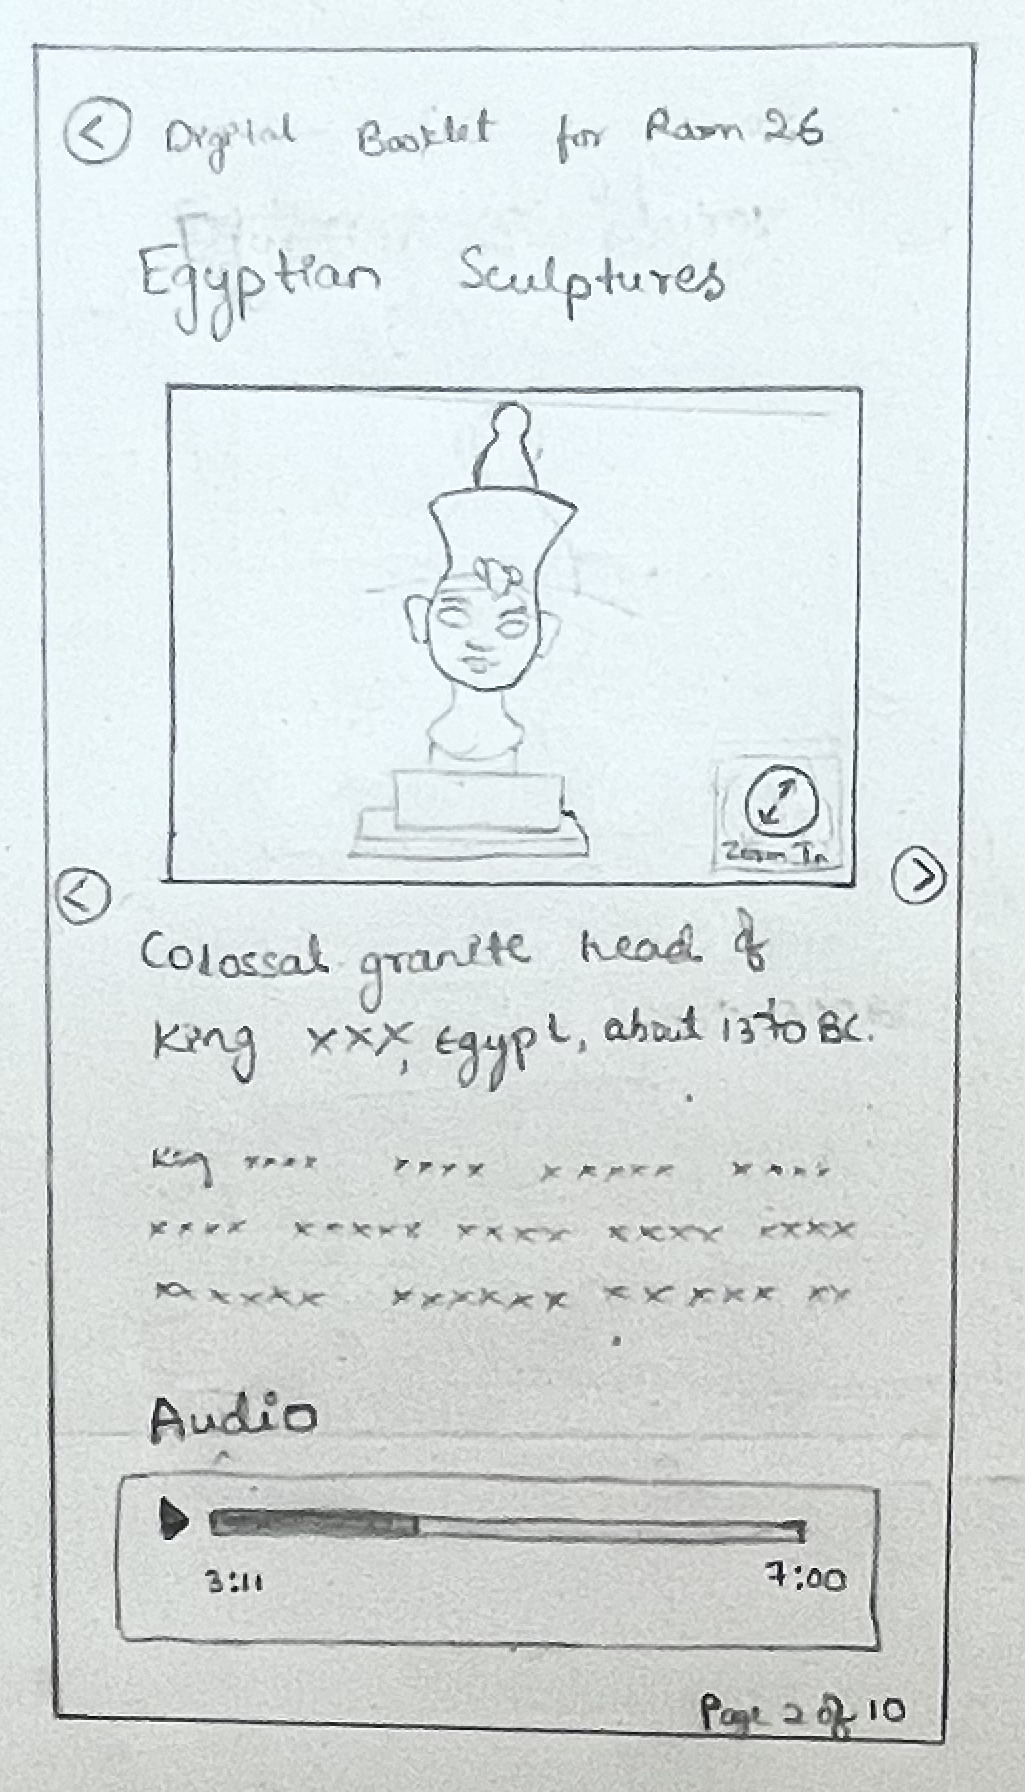 < Digital Booklet for Room 26
Egyptian Sculptures
Zoom In
< >
Colossal granite head of
King xxx, Egypt, about 1370 BC.
King xxxx xxxx xxxxx xxxx
xxxx xxxxx xxxx xxxx xxxx
xxxxxx xxxxxx xxxxx xx
Audio
3:11 7:00
Page 2 of 10